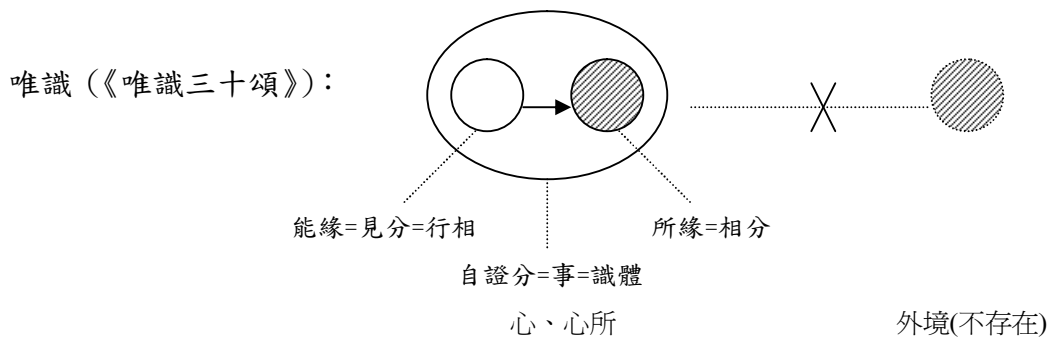 唯識 (《唯識三十頌》)：
能緣=見分=行相
所緣=相分
自證分=事=識體
心、心所
外境(不存在)